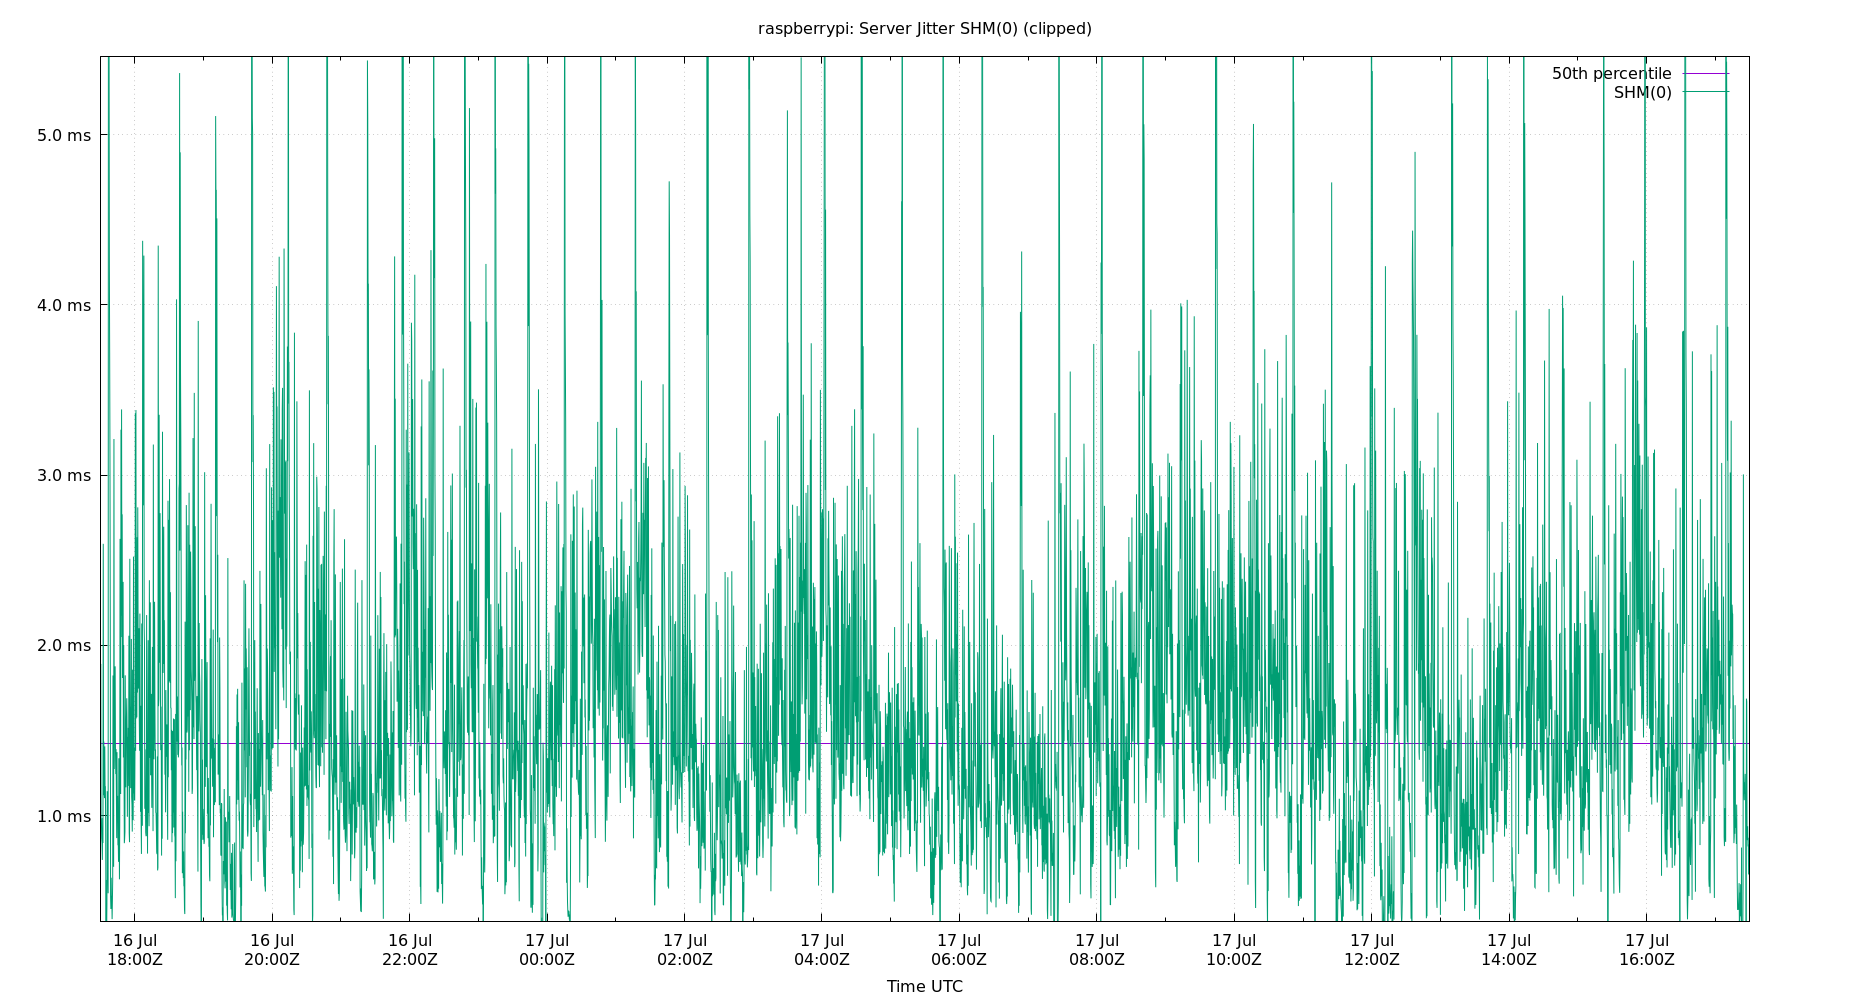 raspberrypi: Server Jitter SHM(0) (clipped)
50th percentile
SHM(0)
5.0 ms
4.0 ms
3.0 ms
2.0 ms
1.0 ms
16 Jul 16 Jul 16 Jul 17 Jul 17 Jul 17 Jul 17 Jul 17 Jul 17 Jul 17 Jul 17 Jul 17 Jul
18:00Z 20:00Z 22:00Z 00:00Z 02:00Z 04:00Z 06:00Z 08:00Z 10:00Z 12:00Z 14:00Z 16:00Z
Time UTC